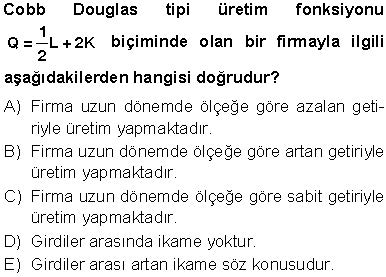 Cobb Douglas tipi üretim fonksiyonu
Q = 1/2 L + 2K biçiminde olan bir firmayla ilgili
aşağıdakilerden hangisi doğrudur?
A) Firma uzun dönemde ölçeğe göre azalan geti-
riyle üretim yapmaktadır.
B) Firma uzun dönemde ölçeğe göre artan getiriyle
üretim yapmaktadır.
C) Firma uzun dönemde ölçeğe göre sabit getiriyle
üretim yapmaktadır.
D) Girdiler arasında ikame yoktur.
E) Girdiler arası artan ikame söz konusudur.